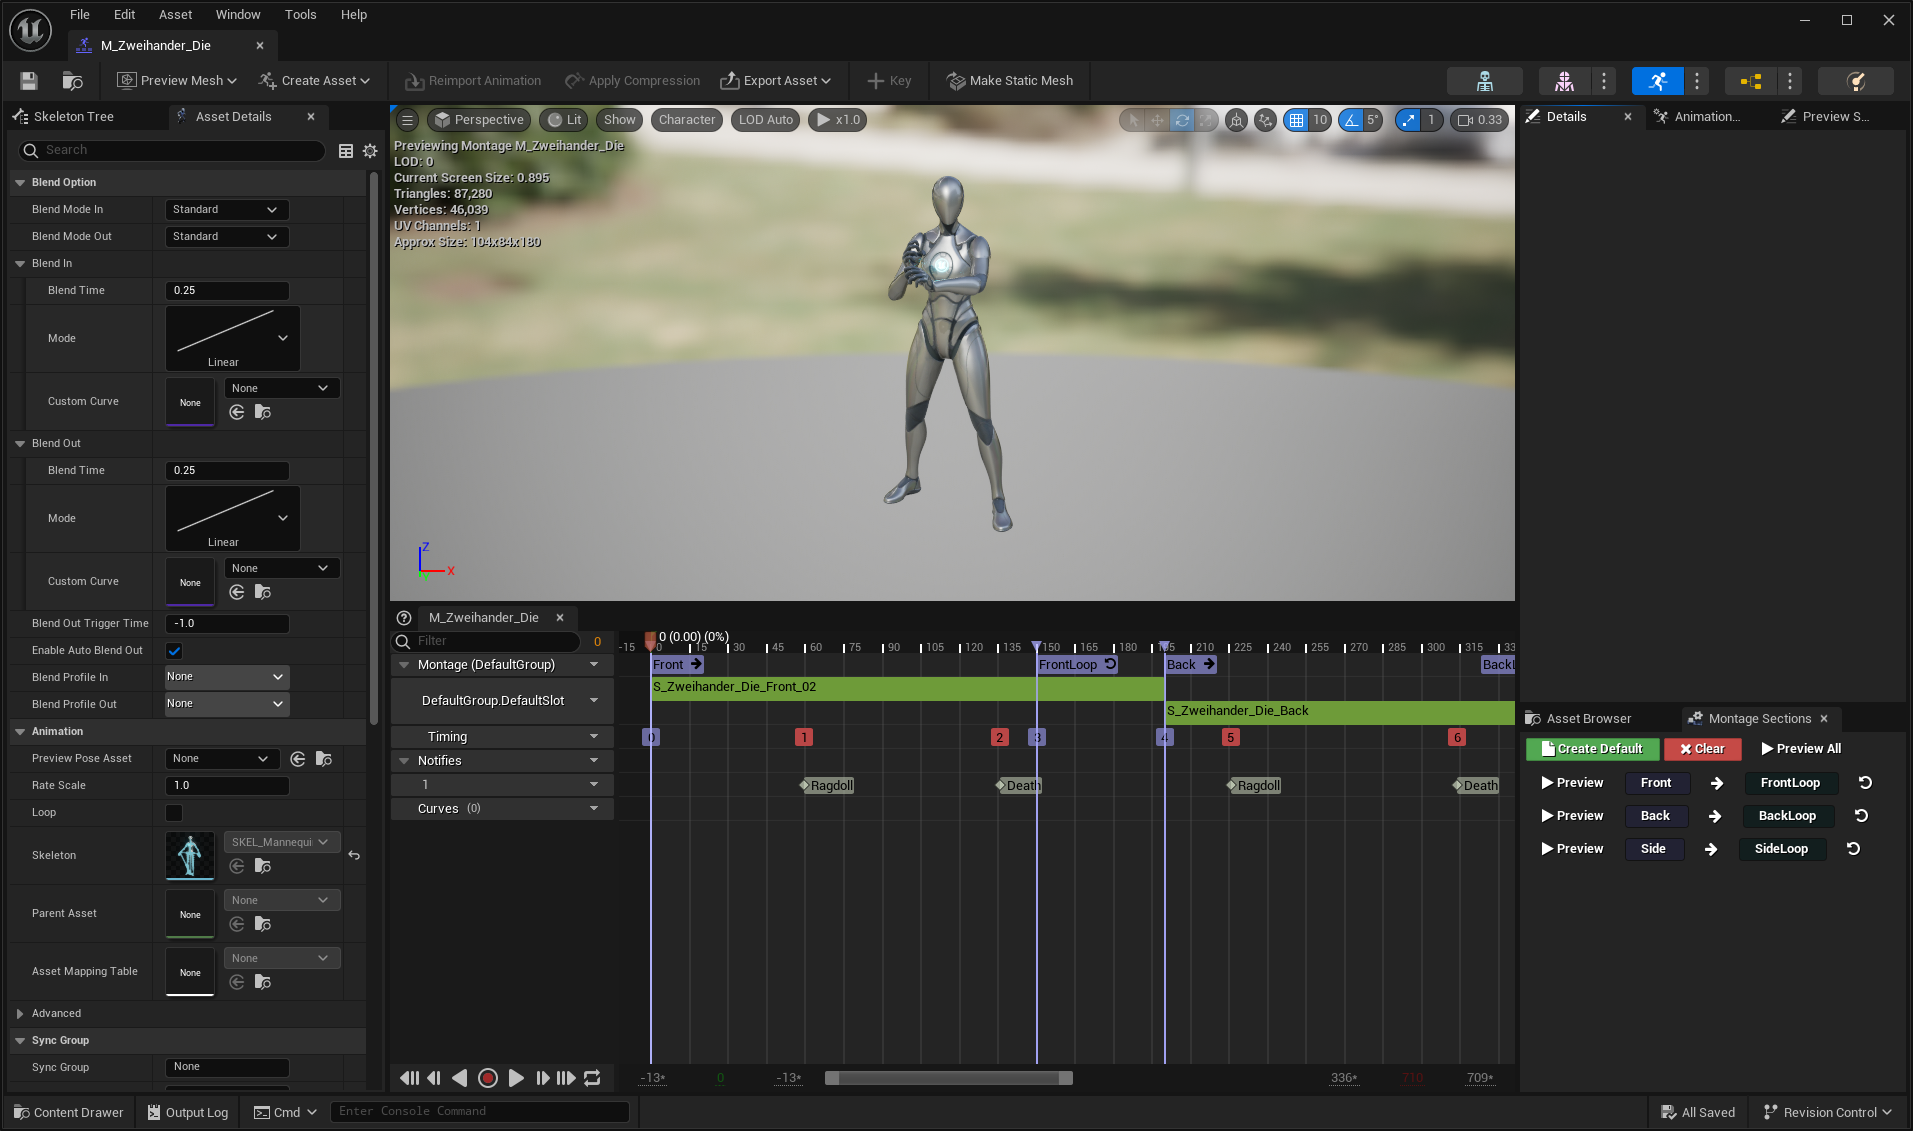 File Edit Asset Window Tools Help
M_Zweihander_Die
Preview Mesh Create Asset Reimport Animation Apply Compression Export Asset Key Make Static Mesh
Skeleton Tree Asset Details
Search
Blend Option
Blend Mode In Standard
Blend Mode Out Standard
Blend In
Blend Time 0.25
Mode Linear
Custom Curve None None
Blend Out
Blend Time 0.25
Mode Linear
Custom Curve None None
Blend Out Trigger Time -1.0
Enable Auto Blend Out
Blend Profile In None
Blend Profile Out None
Animation
Preview Pose Asset None
Rate Scale 1.0
Loop
Skeleton SKEL_Mannequi
Parent Asset None None
Asset Mapping Table None None
Advanced
Sync Group
Sync Group None
Perspective Lit Show Character LOD Auto x1.0 10 5° 1 0.33
Previewing Montage M_Zweihander_Die
LOD: 0
Current Screen Size: 0.895
Triangles: 87,280
Vertices: 46,039
UV Channels: 1
Approx Size: 104x84x180
Z
X
M_Zweihander_Die
Filter 0
0 (0.00) (0%)
-15 0 15 30 45 60 75 90 105 120 135 150 165 180 195 210 225 240 255 270 285 300 315 33
Montage (DefaultGroup) Front FrontLoop Back BackL
S_Zweihander_Die_Front_02
DefaultGroup.DefaultSlot
S_Zweihander_Die_Back
Timing 0 1 2 3 4 5 6
Notifies
1 Ragdoll Death Ragdoll Death
Curves (0)
-13* 0 -13* 336* 710 709*
Details Animation... Preview S...
Asset Browser Montage Sections
Create Default Clear Preview All
Preview Front FrontLoop
Preview Back BackLoop
Preview Side SideLoop
Content Drawer Output Log Cmd Enter Console Command All Saved Revision Control